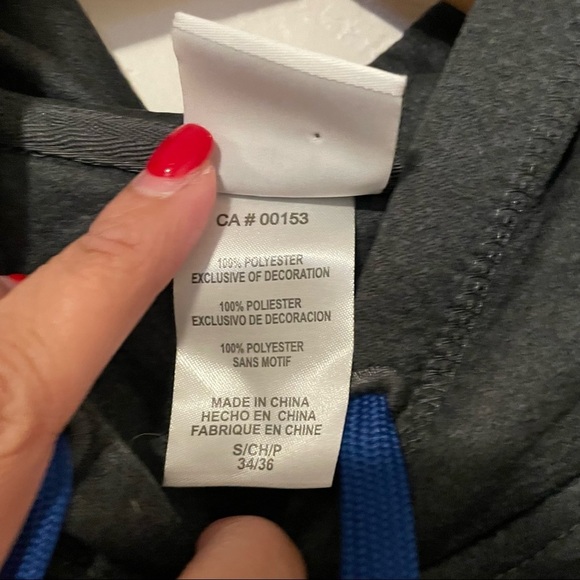 CA # 00153
100% POLYESTER
EXCLUSIVE OF DECORATION
100% POLIESTER
EXCLUSIVO DE DECORACION
100% POLYESTER
SANS MOTIF
MADE IN CHINA
HECHO EN CHINA
FABRIQUE EN CHINE
S/CH/P
34/36